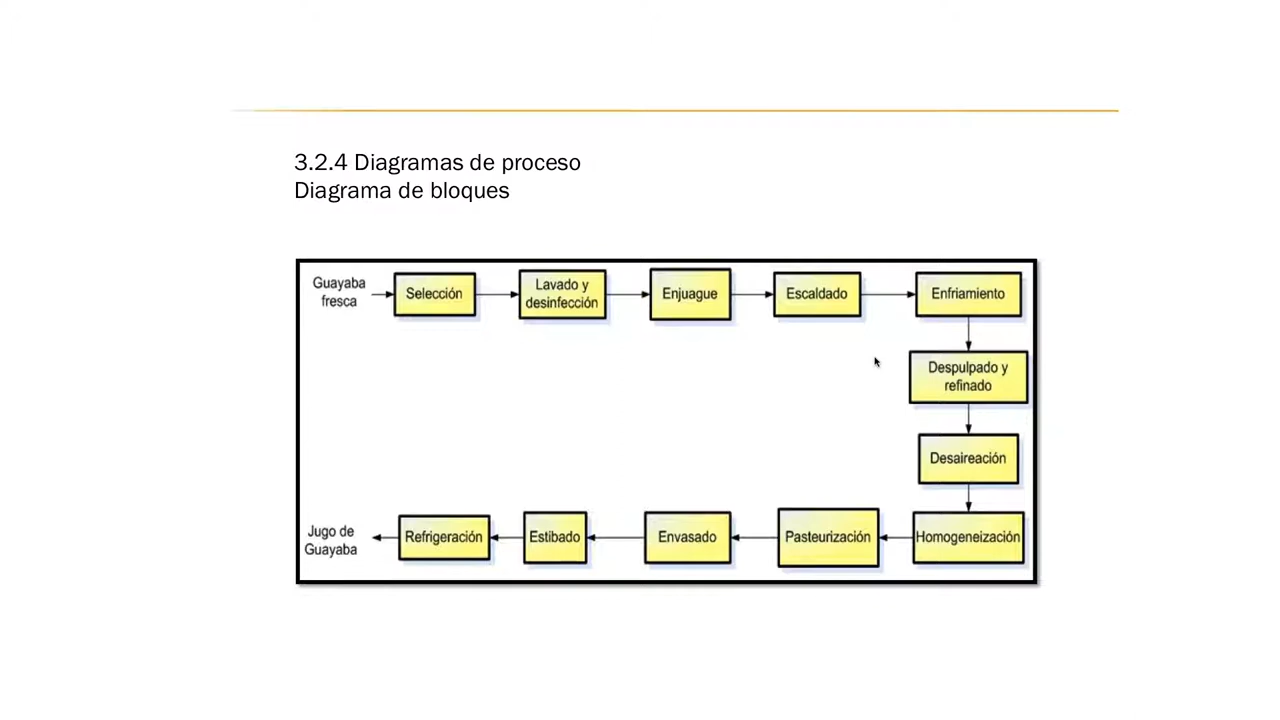 3.2.4 Diagramas de proceso
Diagrama de bloques
Guayaba
fresca
Selección
Lavado y
desinfección
Enjuague
Escaldado
Enfriamiento
Despulpado y
refinado
Desaireación
Homogeneización
Pasteurización
Envasado
Estibado
Refrigeración
Jugo de
Guayaba